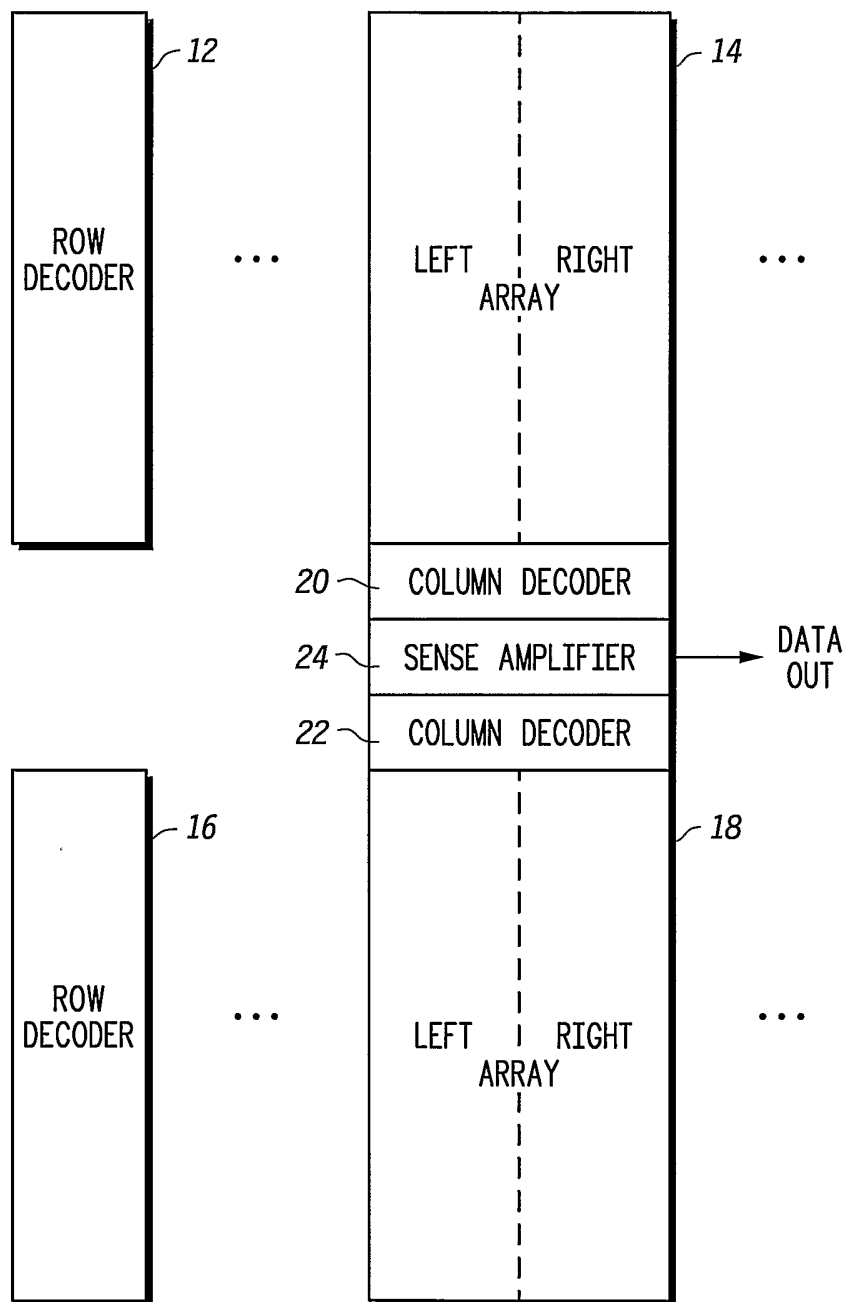 12
14
ROW
DECODER
...
LEFT RIGHT
ARRAY
...
20
COLUMN DECODER
24
SENSE AMPLIFIER
DATA
OUT
22
COLUMN DECODER
16
18
ROW
DECODER
...
LEFT RIGHT
ARRAY
...